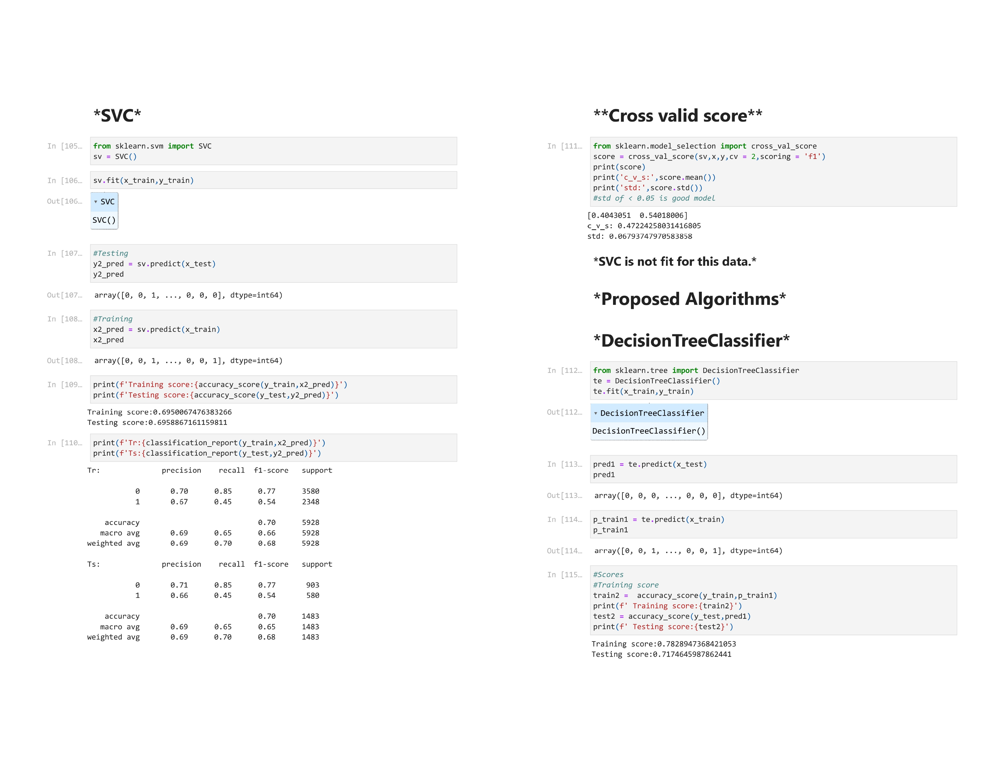 *SVC*
In [105…
from sklearn.svm import SVC
sv = SVC()
In [106…
sv.fit(x_train,y_train)
Out[106…
▾ SVC
SVC()
In [107…
#Testing
y2_pred = sv.predict(x_test)
y2_pred
Out[107…
array([0, 0, 1, ..., 0, 0, 0], dtype=int64)
In [108…
#Training
x2_pred = sv.predict(x_train)
x2_pred
Out[108…
array([0, 0, 1, ..., 0, 0, 1], dtype=int64)
In [109…
print(f'Training score:{accuracy_score(y_train,x2_pred)}')
print(f'Testing score:{accuracy_score(y_test,y2_pred)}')
Training score:0.6950067476383266
Testing score:0.6958867161159811
In [110…
print(f'Tr:{classification_report(y_train,x2_pred)}')
print(f'Ts:{classification_report(y_test,y2_pred)}')
Tr:              precision    recall  f1-score   support
0       0.70      0.85      0.77      3580
1       0.67      0.45      0.54      2348
accuracy                           0.70      5928
macro avg       0.69      0.65      0.66      5928
weighted avg       0.69      0.70      0.68      5928
Ts:              precision    recall  f1-score   support
0       0.71      0.85      0.77       903
1       0.66      0.45      0.54       580
accuracy                           0.70      1483
macro avg       0.69      0.65      0.65      1483
weighted avg       0.69      0.70      0.68      1483
**Cross valid score**
In [111…
from sklearn.model_selection import cross_val_score
score = cross_val_score(sv,x,y,cv = 2,scoring = 'f1')
print(score)
print('c_v_s:',score.mean())
print('std:',score.std())
#std of < 0.05 is good model
[0.4043051  0.54018006]
c_v_s: 0.47224258031416805
std: 0.06793747970583858
*SVC is not fit for this data.*
*Proposed Algorithms*
*DecisionTreeClassifier*
In [112…
from sklearn.tree import DecisionTreeClassifier
te = DecisionTreeClassifier()
te.fit(x_train,y_train)
Out[112…
▾ DecisionTreeClassifier
DecisionTreeClassifier()
In [113…
pred1 = te.predict(x_test)
pred1
Out[113…
array([0, 0, 0, ..., 0, 0, 0], dtype=int64)
In [114…
p_train1 = te.predict(x_train)
p_train1
Out[114…
array([0, 0, 1, ..., 0, 0, 1], dtype=int64)
In [115…
#Scores
#Training score
train2 =  accuracy_score(y_train,p_train1)
print(f' Training score:{train2}')
test2 = accuracy_score(y_test,pred1)
print(f' Testing score:{test2}')
Training score:0.7828947368421053
Testing score:0.7174645987862441